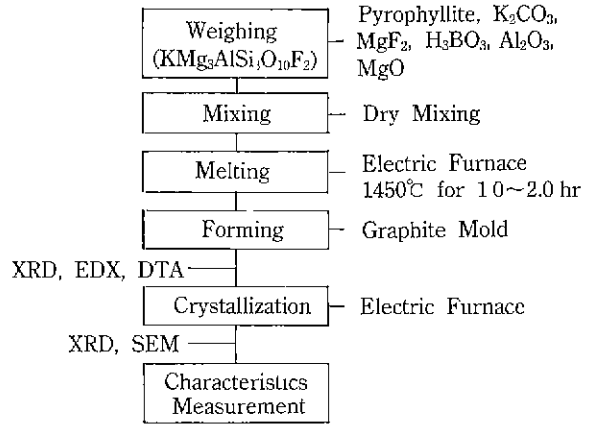 Weighing
(KMg₃AlSi₃O₁₀F₂)
Pyrophyllite, K₂CO₃,
MgF₂, H₃BO₃, Al₂O₃,
MgO
Mixing
Dry Mixing
Melting
Electric Furnace
1450℃ for 1 0~2.0 hr
Forming
Graphite Mold
XRD, EDX, DTA
Crystallization
Electric Furnace
XRD, SEM
Characteristics
Measurement